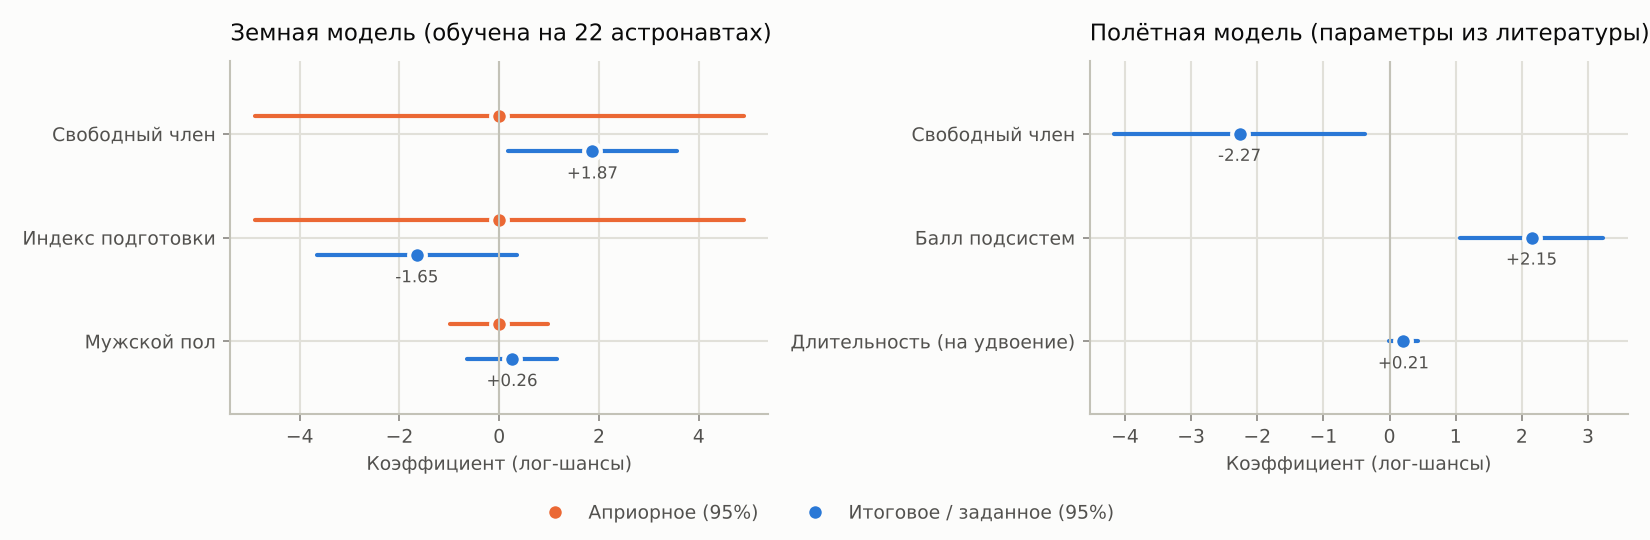 Земная модель (обучена на 22 астронавтах)
Свободный член
+1.87
Индекс подготовки
-1.65
Мужской пол
+0.26
−4 −2 0 2 4
Коэффициент (лог-шансы)
Полётная модель (параметры из литературы)
Свободный член
-2.27
Балл подсистем
+2.15
Длительность (на удвоение)
+0.21
−4 −3 −2 −1 0 1 2 3
Коэффициент (лог-шансы)
Априорное (95%) Итоговое / заданное (95%)